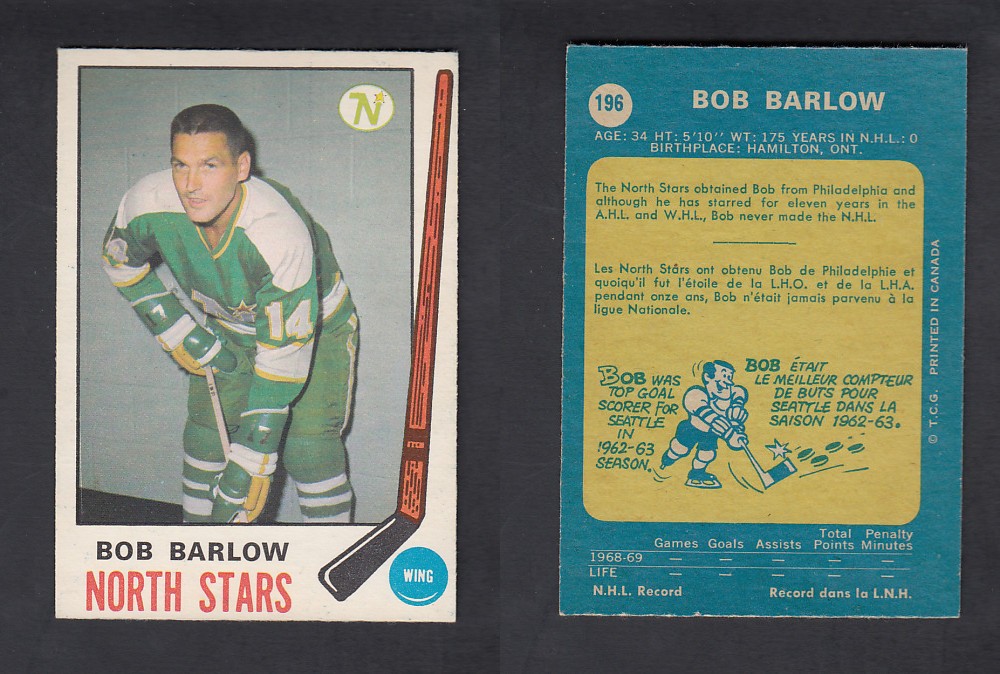 N
14
17
17
BOB BARLOW
NORTH STARS
WING
196
BOB BARLOW
AGE: 34 HT: 5'10'' WT: 175 YEARS IN N.H.L.: 0
BIRTHPLACE: HAMILTON, ONT.
The North Stars obtained Bob from Philadelphia and
although he has starred for eleven years in the
A.H.L. and W.H.L., Bob never made the N.H.L.
Les North Stârs ont obtenu Bob de Philadelphie et
quoiqu'il fut l'étoile de la L.H.O. et de la L.H.A.
pendant onze ans, Bob n'était jamais parvenu à la
ligue Nationale.
BOB WAS
TOP GOAL
SCORER FOR
SEATTLE
IN
1962-63
SEASON.
BOB ÉTAIT
LE MEILLEUR COMPTEUR
DE BUTS POUR
SEATTLE DANS LA
SAISON 1962-63.
© T.C.G. PRINTED IN CANADA
Games Goals Assists Total Points Penalty Minutes
1968-69 — — — — —
LIFE — — — — —
N.H.L. Record Record dans la L.N.H.